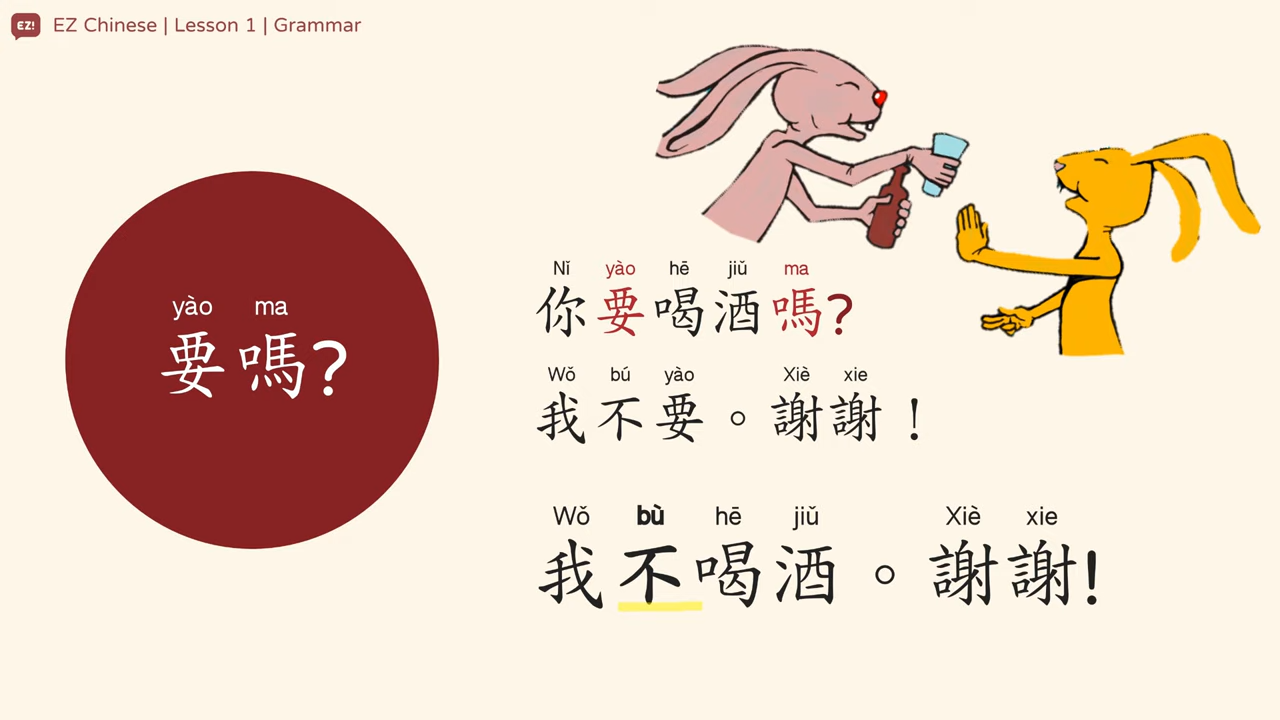 EZ! EZ Chinese | Lesson 1 | Grammar
yào ma
要嗎?
Nǐ yào hē jiǔ ma
你要喝酒嗎?
Wǒ bú yào Xiè xie
我不要。謝謝!
Wǒ bù hē jiǔ Xiè xie
我不喝酒。謝謝!